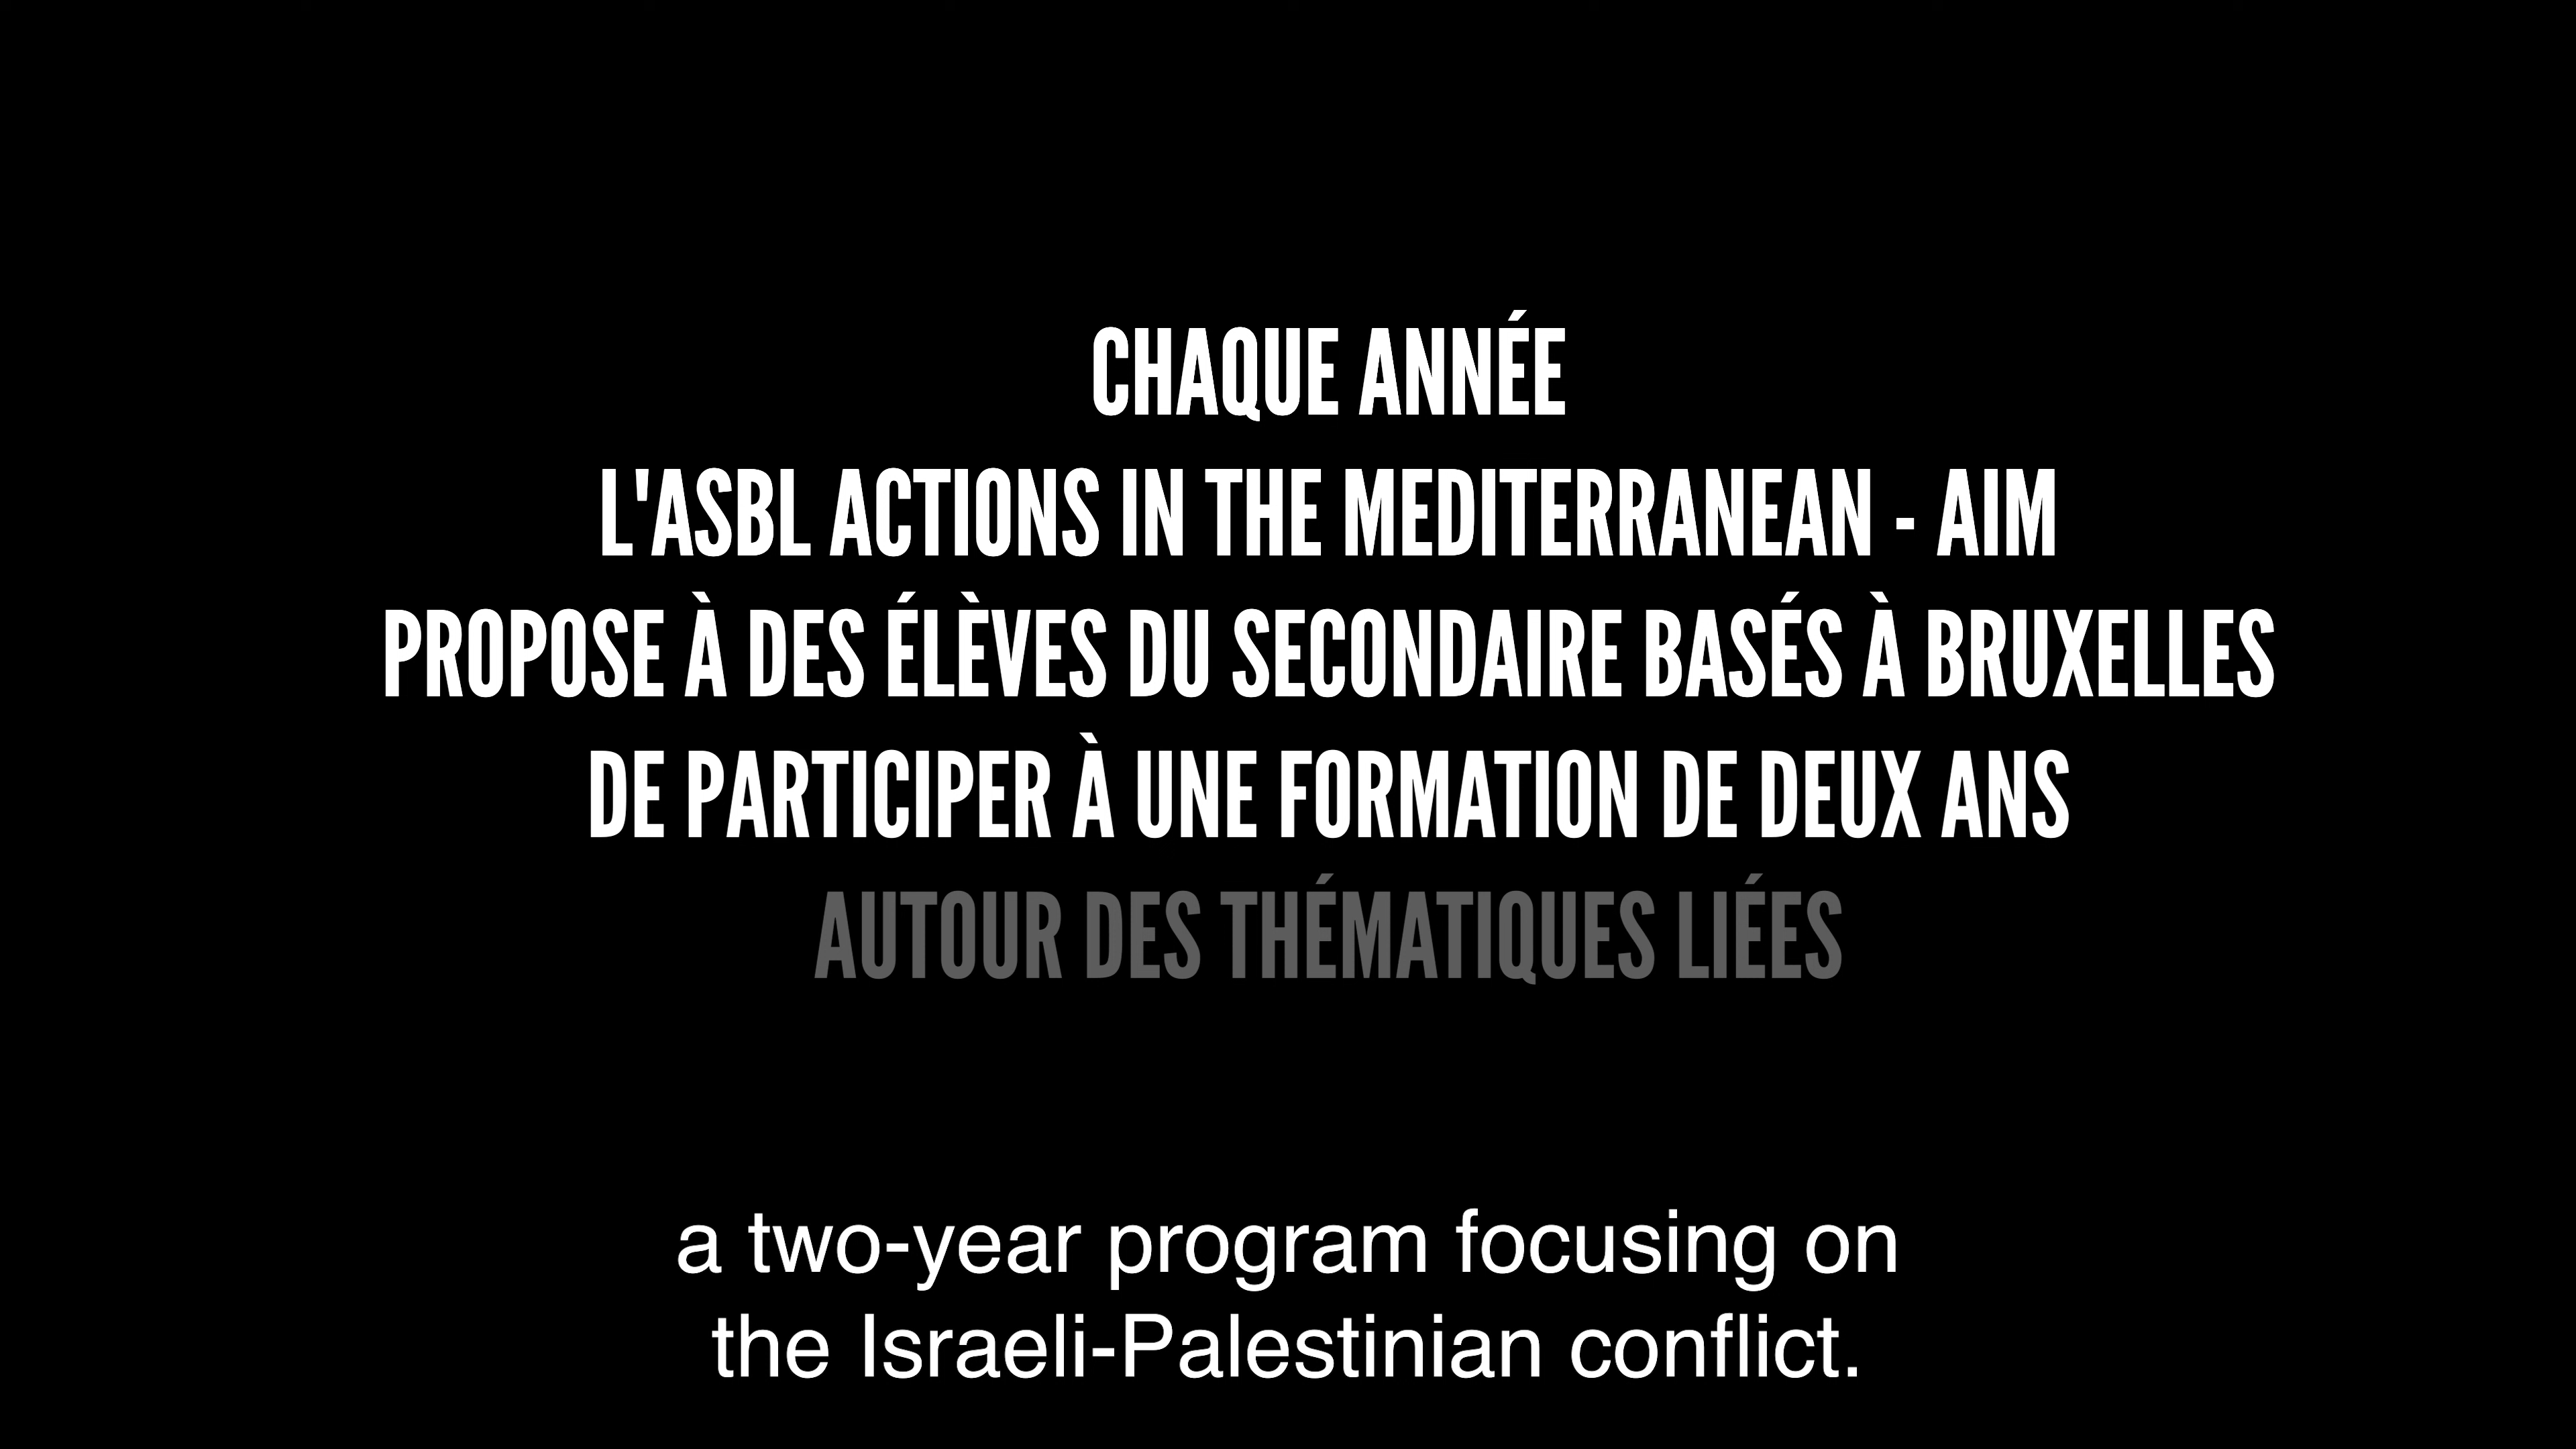 CHAQUE ANNÉE
L'ASBL ACTIONS IN THE MEDITERRANEAN - AIM
PROPOSE À DES ÉLÈVES DU SECONDAIRE BASÉS À BRUXELLES
DE PARTICIPER À UNE FORMATION DE DEUX ANS
AUTOUR DES THÉMATIQUES LIÉES
a two-year program focusing on
the Israeli-Palestinian conflict.